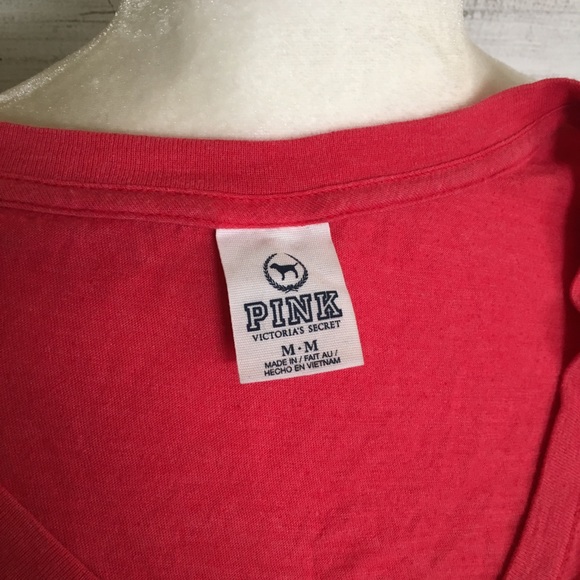 PINK
VICTORIA'S SECRET
M·M
MADE IN / FAIT AU /
HECHO EN VIETNAM